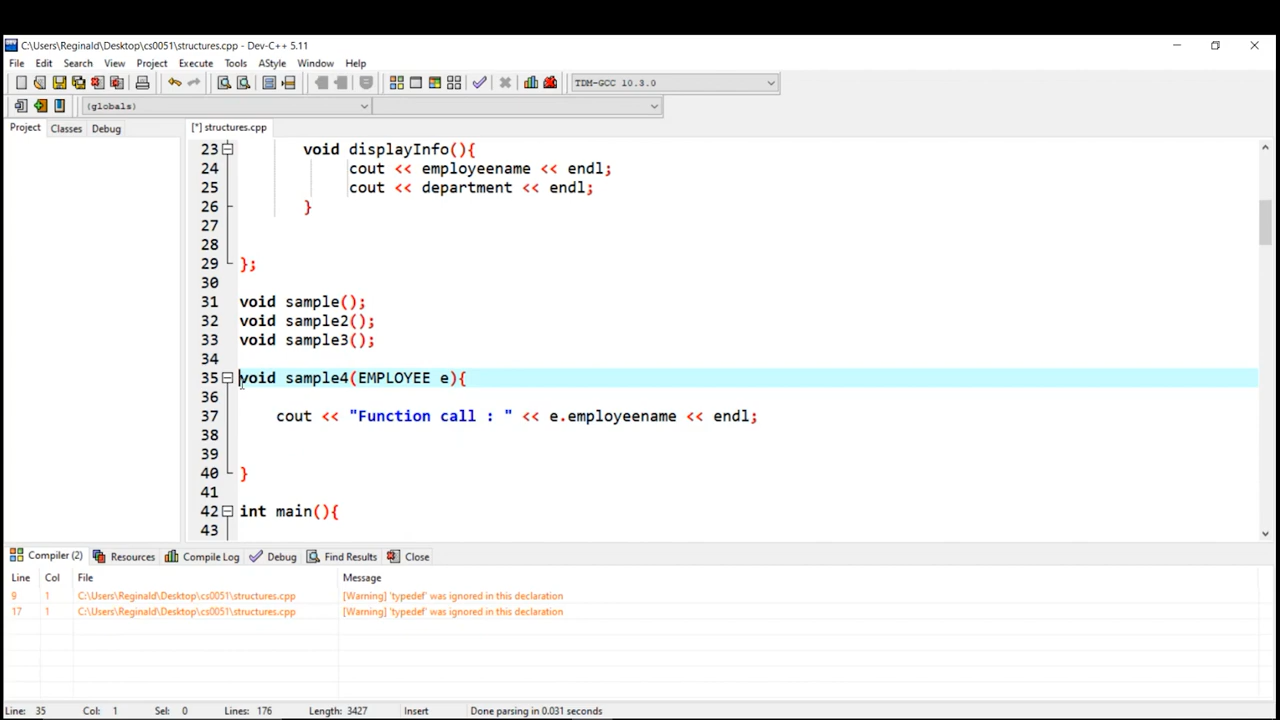 C:\Users\Reginald\Desktop\cs0051\structures.cpp - Dev-C++ 5.11
File Edit Search View Project Execute Tools AStyle Window Help
TDM-GCC 10.3.0
(globals)
Project Classes Debug [*] structures.cpp
23 void displayInfo(){
24 cout << employeename << endl;
25 cout << department << endl;
26 }
27
28
29 };
30
31 void sample();
32 void sample2();
33 void sample3();
34
35 void sample4(EMPLOYEE e){
36
37 cout << "Function call : " << e.employeename << endl;
38
39
40 }
41
42 int main(){
43
Compiler (2) Resources Compile Log Debug Find Results Close
Line Col File Message
9 1 C:\Users\Reginald\Desktop\cs0051\structures.cpp [Warning] 'typedef' was ignored in this declaration
17 1 C:\Users\Reginald\Desktop\cs0051\structures.cpp [Warning] 'typedef' was ignored in this declaration
Line: 35 Col: 1 Sel: 0 Lines: 176 Length: 3427 Insert Done parsing in 0.031 seconds